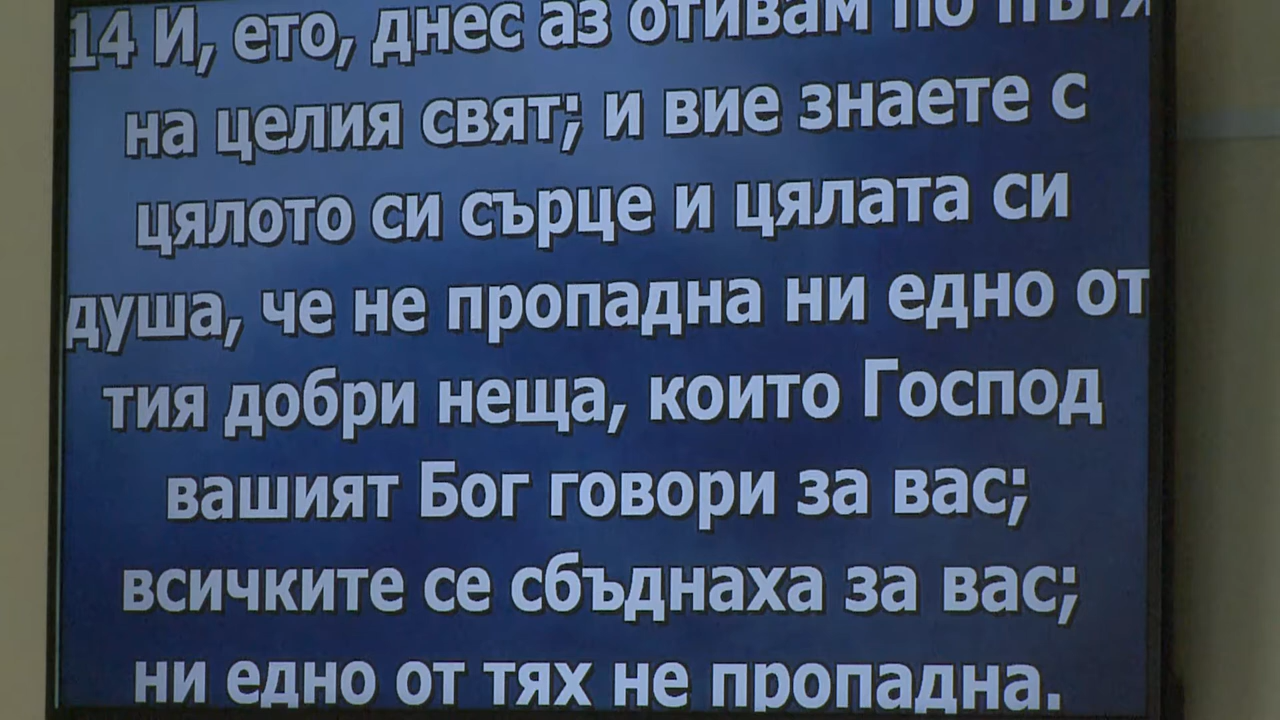 14 И, ето, днес аз отивам по пътя
на целия свят; и вие знаете с
цялото си сърце и цялата си
душа, че не пропадна ни едно от
тия добри неща, които Господ
вашият Бог говори за вас;
всичките се сбъднаха за вас;
ни едно от тях не пропадна.